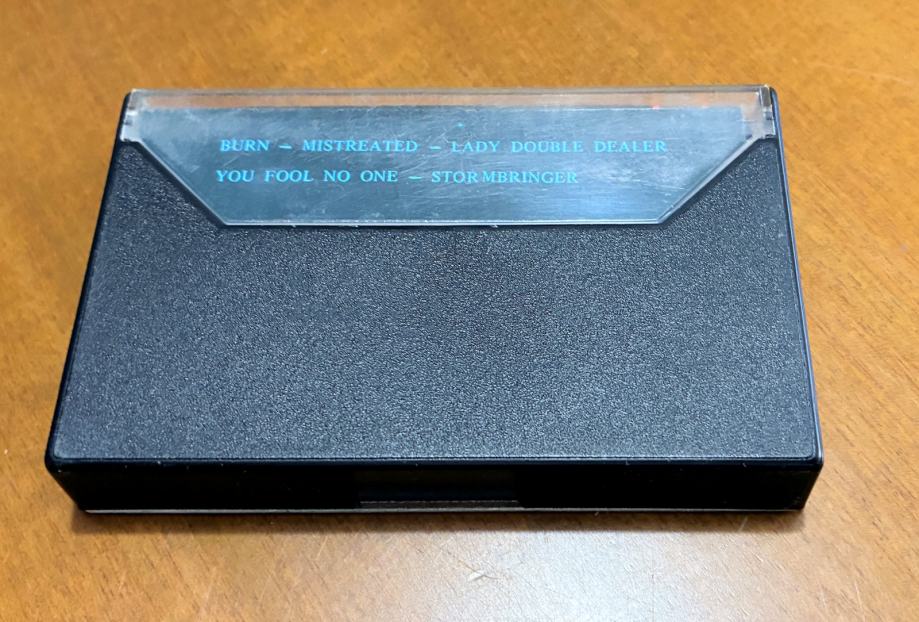 BURN – MISTREATED – LADY DOUBLE DEALER
YOU FOOL NO ONE – STORMBRINGER